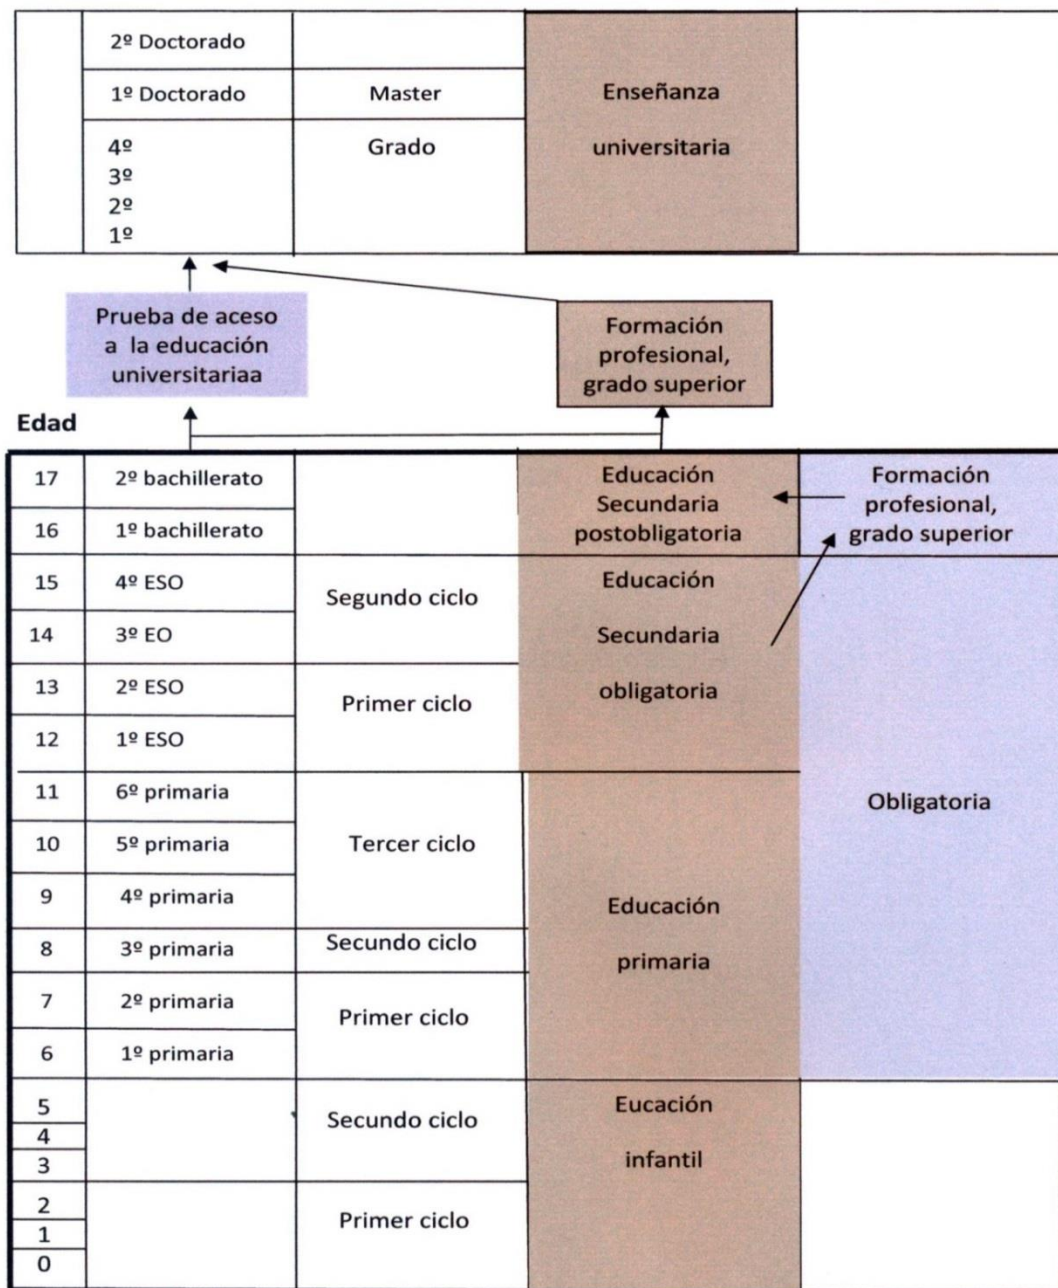 2º Doctorado
1º Doctorado
Master
Enseñanza
4º
Grado
universitaria
3º
2º
1º
Prueba de aceso
a la educación
universitariaa
Formación
profesional,
grado superior
Edad
17
2º bachillerato
Educación
Secundaria
postobligatoria
Formación
profesional,
grado superior
16
1º bachillerato
15
4º ESO
Segundo ciclo
Educación
Secundaria
obligatoria
14
3º EO
13
2º ESO
Primer ciclo
12
1º ESO
11
6º primaria
Tercer ciclo
Obligatoria
10
5º primaria
9
4º primaria
Educación
primaria
8
3º primaria
Secundo ciclo
7
2º primaria
Primer ciclo
6
1º primaria
5
Secundo ciclo
Eucación
infantil
4
3
2
Primer ciclo
1
0